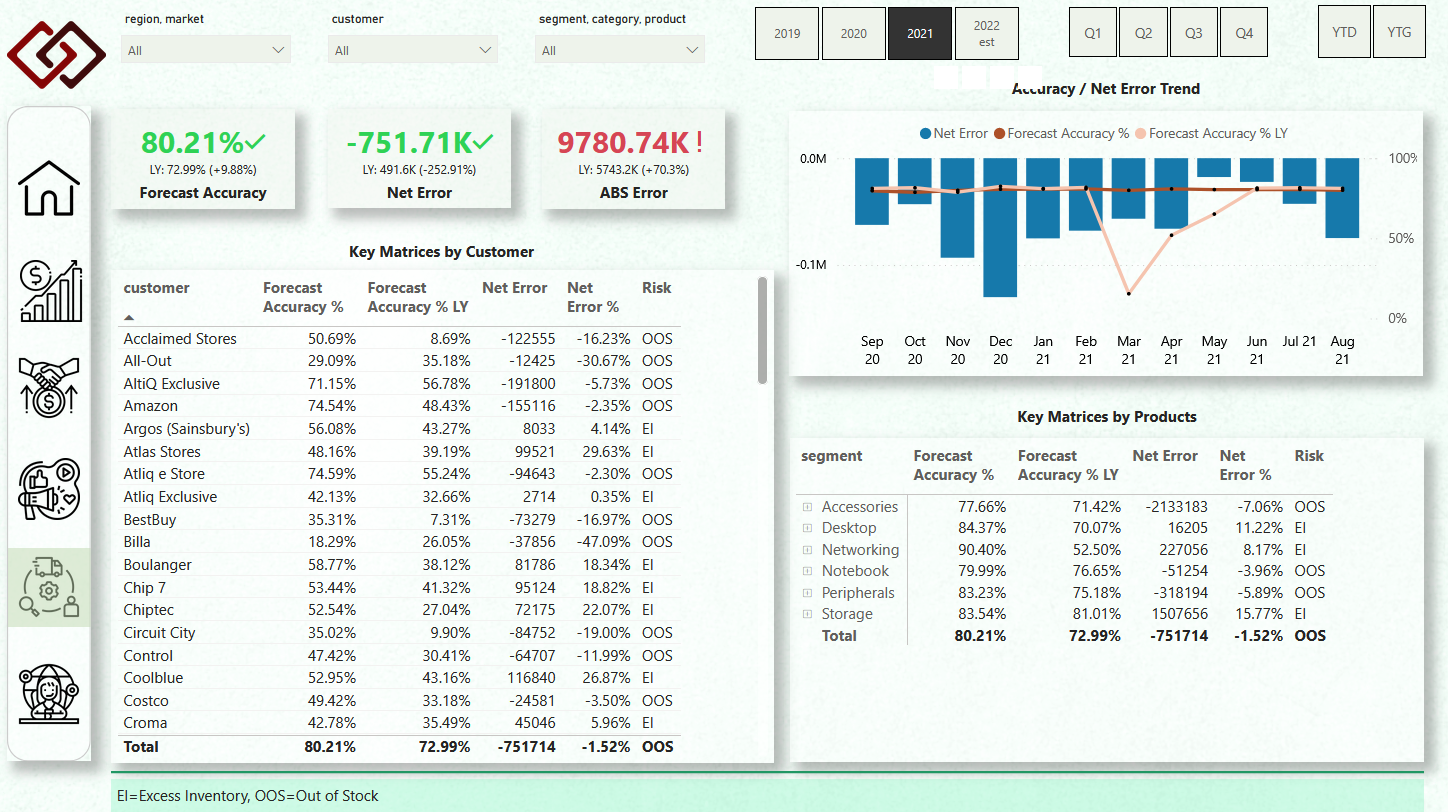 region, market
customer
segment, category, product
All
All
All
2019
2020
2021
2022
est
Q1
Q2
Q3
Q4
YTD
YTG
80.21%
LY: 72.99% (+9.88%)
Forecast Accuracy
-751.71K
LY: 491.6K (-252.91%)
Net Error
9780.74K !
LY: 5743.2K (+70.3%)
ABS Error
Accuracy / Net Error Trend
Net Error Forecast Accuracy % Forecast Accuracy % LY
0.0M
-0.1M
100%
50%
0%
Sep Oct Nov Dec Jan Feb Mar Apr May Jun Jul 21 Aug
20 20 20 20 21 21 21 21 21 21 21
Key Matrices by Customer
customer Forecast Forecast Net Error Net Risk
Accuracy % Accuracy % LY Error %
Acclaimed Stores 50.69% 8.69% -122555 -16.23% OOS
All-Out 29.09% 35.18% -12425 -30.67% OOS
AltiQ Exclusive 71.15% 56.78% -191800 -5.73% OOS
Amazon 74.54% 48.43% -155116 -2.35% OOS
Argos (Sainsbury's) 56.08% 43.27% 8033 4.14% EI
Atlas Stores 48.16% 39.19% 99521 29.63% EI
Atliq e Store 74.59% 55.24% -94643 -2.30% OOS
Atliq Exclusive 42.13% 32.66% 2714 0.35% EI
BestBuy 35.31% 7.31% -73279 -16.97% OOS
Billa 18.29% 26.05% -37856 -47.09% OOS
Boulanger 58.77% 38.12% 81786 18.34% EI
Chip 7 53.44% 41.32% 95124 18.82% EI
Chiptec 52.54% 27.04% 72175 22.07% EI
Circuit City 35.02% 9.90% -84752 -19.00% OOS
Control 47.42% 30.41% -64707 -11.99% OOS
Coolblue 52.95% 43.16% 116840 26.87% EI
Costco 49.42% 33.18% -24581 -3.50% OOS
Croma 42.78% 35.49% 45046 5.96% EI
Total 80.21% 72.99% -751714 -1.52% OOS
Key Matrices by Products
segment Forecast Forecast Net Error Net Risk
Accuracy % Accuracy % LY Error %
Accessories 77.66% 71.42% -2133183 -7.06% OOS
Desktop 84.37% 70.07% 16205 11.22% EI
Networking 90.40% 52.50% 227056 8.17% EI
Notebook 79.99% 76.65% -51254 -3.96% OOS
Peripherals 83.23% 75.18% -318194 -5.89% OOS
Storage 83.54% 81.01% 1507656 15.77% EI
Total 80.21% 72.99% -751714 -1.52% OOS
EI=Excess Inventory, OOS=Out of Stock